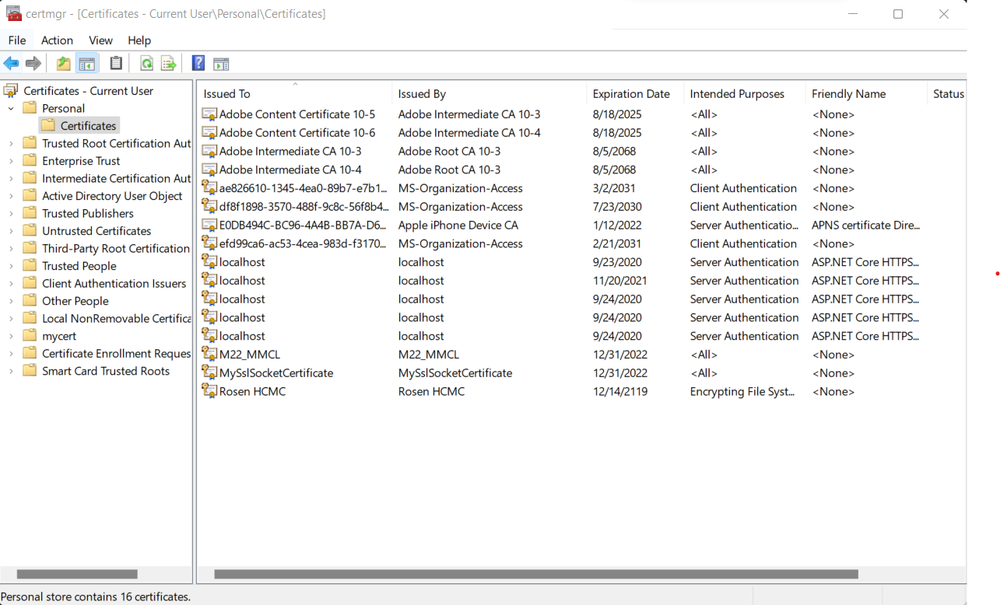 certmgr - [Certificates - Current User\Personal\Certificates]
File Action View Help
Certificates - Current User
Personal
Certificates
Trusted Root Certification Aut
Enterprise Trust
Intermediate Certification Aut
Active Directory User Object
Trusted Publishers
Untrusted Certificates
Third-Party Root Certification
Trusted People
Client Authentication Issuers
Other People
Local NonRemovable Certifica
mycert
Certificate Enrollment Reques
Smart Card Trusted Roots
Issued To Issued By Expiration Date Intended Purposes Friendly Name Status
Adobe Content Certificate 10-5 Adobe Intermediate CA 10-3 8/18/2025 <All> <None>
Adobe Content Certificate 10-6 Adobe Intermediate CA 10-4 8/18/2025 <All> <None>
Adobe Intermediate CA 10-3 Adobe Root CA 10-3 8/5/2068 <All> <None>
Adobe Intermediate CA 10-4 Adobe Root CA 10-3 8/5/2068 <All> <None>
ae826610-1345-4ea0-89b7-e7b1... MS-Organization-Access 3/2/2031 Client Authentication <None>
df8f1898-3570-488f-9c8c-56f8b4... MS-Organization-Access 7/23/2030 Client Authentication <None>
E0DB494C-BC96-4A4B-BB7A-D6... Apple iPhone Device CA 1/12/2022 Server Authenticatio... APNS certificate Dire...
efd99ca6-ac53-4cea-983d-f3170... MS-Organization-Access 2/21/2031 Client Authentication <None>
localhost localhost 9/23/2020 Server Authentication ASP.NET Core HTTPS...
localhost localhost 11/20/2021 Server Authentication ASP.NET Core HTTPS...
localhost localhost 9/24/2020 Server Authentication ASP.NET Core HTTPS...
localhost localhost 9/24/2020 Server Authentication ASP.NET Core HTTPS...
localhost localhost 9/24/2020 Server Authentication ASP.NET Core HTTPS...
M22_MMCL M22_MMCL 12/31/2022 <All> <None>
MySslSocketCertificate MySslSocketCertificate 12/31/2022 <All> <None>
Rosen HCMC Rosen HCMC 12/14/2119 Encrypting File Syst... <None>
Personal store contains 16 certificates.